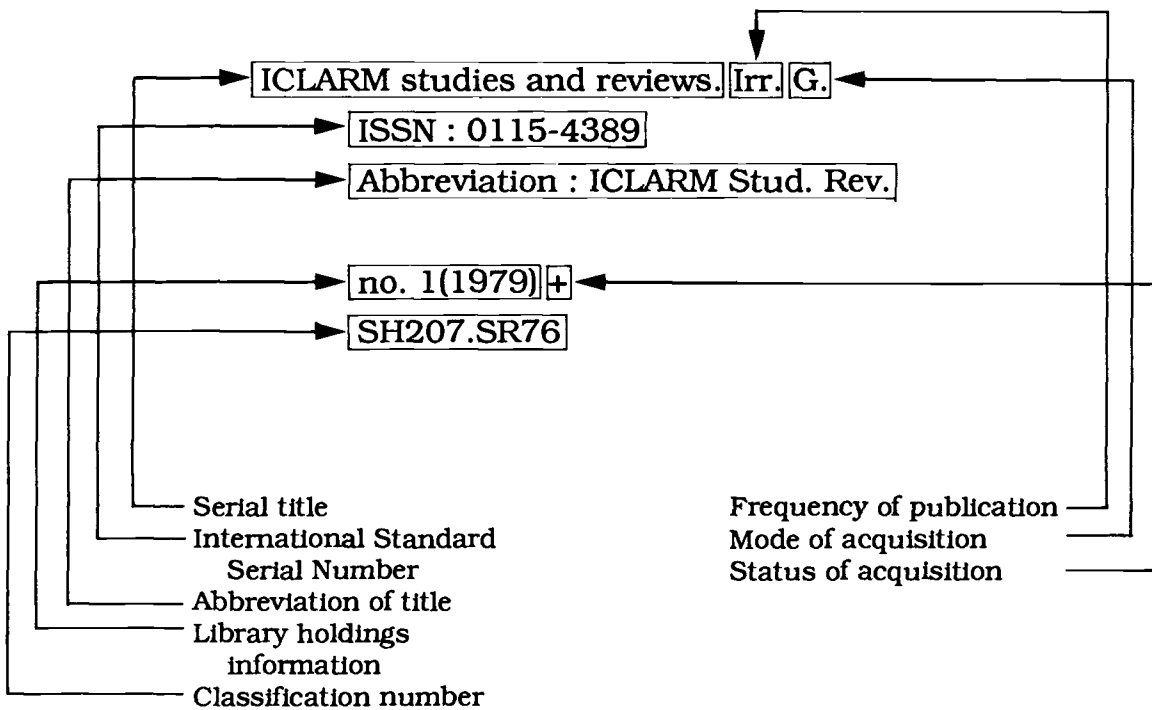 ICLARM studies and reviews. Irr. G.
ISSN : 0115-4389
Abbreviation : ICLARM Stud. Rev.
no. 1(1979) +
SH207.SR76
Serial title
International Standard
Serial Number
Abbreviation of title
Library holdings
information
Classification number
Frequency of publication
Mode of acquisition
Status of acquisition